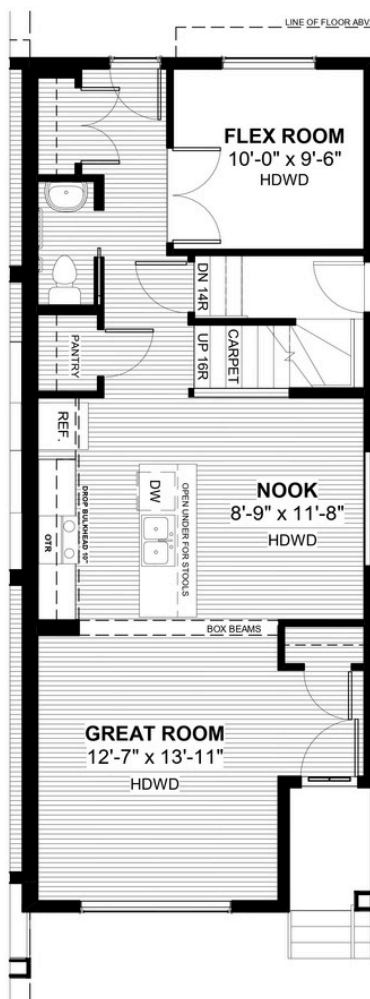 LINE OF FLOOR ABV
FLEX ROOM
10'-0" x 9'-6"
HDWD
DN 14R
UP 16R
CARPET
PANTRY
REF.
DROP BULKHEAD 10"
OTR
DW
OPEN UNDER FOR STOOLS
NOOK
8'-9" x 11'-8"
HDWD
BOX BEAMS
GREAT ROOM
12'-7" x 13'-11"
HDWD